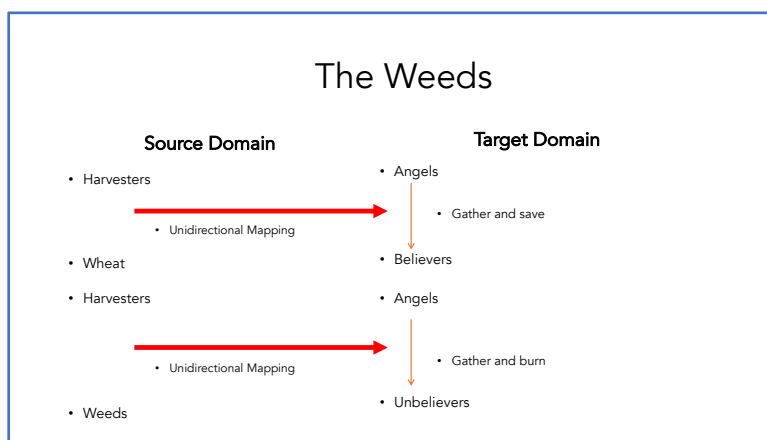 The Weeds
Source Domain
Target Domain
• Harvesters
• Angels
• Unidirectional Mapping
• Gather and save
• Wheat
• Believers
• Harvesters
• Angels
• Unidirectional Mapping
• Gather and burn
• Weeds
• Unbelievers